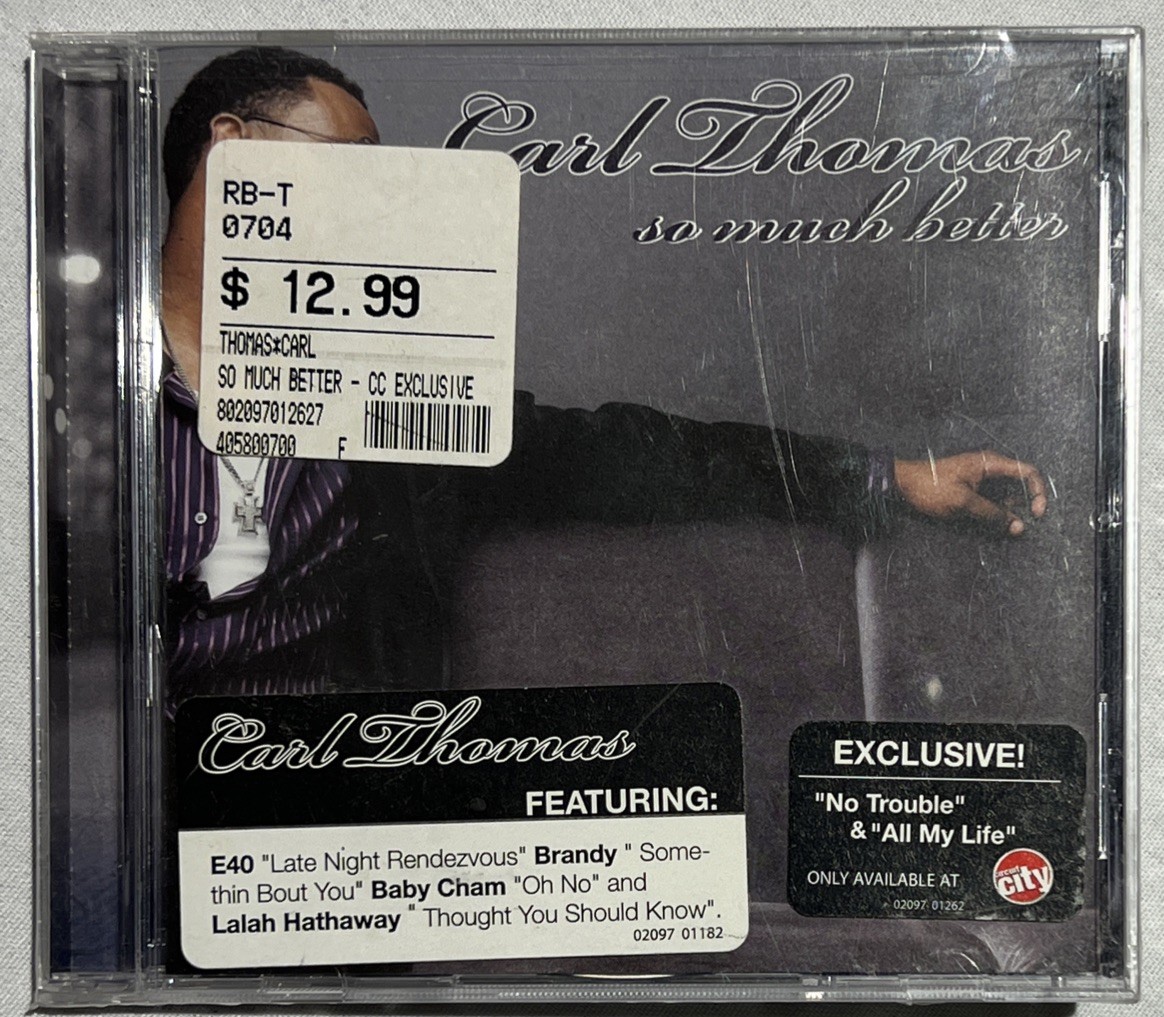 Carl Thomas
so much better
RB-T
0704
$ 12.99
THOMAS*CARL
SO MUCH BETTER - CC EXCLUSIVE
802097012627
405800700 F
Carl Thomas
FEATURING:
E40 "Late Night Rendezvous" Brandy " Some-
thin Bout You" Baby Cham "Oh No" and
Lalah Hathaway " Thought You Should Know".
02097 01182
EXCLUSIVE!
"No Trouble"
& "All My Life"
ONLY AVAILABLE AT
circuit
city
02097 01262